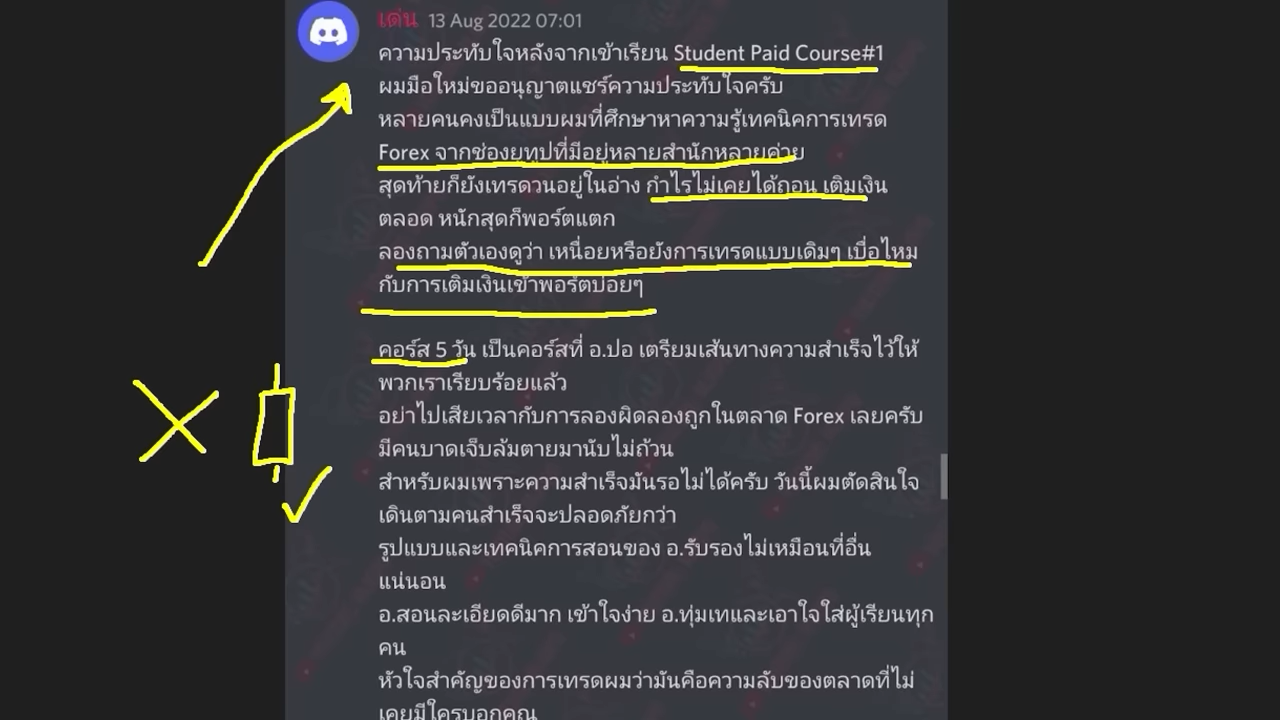 เด่น 13 Aug 2022 07:01
ความประทับใจหลังจากเข้าเรียน Student Paid Course#1
ผมมือใหม่ขออนุญาตแชร์ความประทับใจครับ
หลายคนคงเป็นแบบผมที่ศึกษาหาความรู้เทคนิคการเทรด
Forex จากช่องยูทูปที่มีอยู่หลายสำนักหลายค่าย
สุดท้ายก็ยังเทรดวนอยู่ในอ่าง กำไรไม่เคยได้ถอน เติมเงิน
ตลอด หนักสุดก็พอร์ตแตก
ลองถามตัวเองดูว่า เหนื่อยหรือยังการเทรดแบบเดิมๆ เบื่อไหม
กับการเติมเงินเข้าพอร์ตบ่อยๆ
คอร์ส 5 วัน เป็นคอร์สที่ อ.ปอ เตรียมเส้นทางความสำเร็จไว้ให้
พวกเราเรียบร้อยแล้ว
อย่าไปเสียเวลากับการลองผิดลองถูกในตลาด Forex เลยครับ
มีคนบาดเจ็บล้มตายมานับไม่ถ้วน
สำหรับผมเพราะความสำเร็จมันรอไม่ได้ครับ วันนี้ผมตัดสินใจ
เดินตามคนสำเร็จจะปลอดภัยกว่า
รูปแบบและเทคนิคการสอนของ อ.รับรองไม่เหมือนที่อื่น
แน่นอน
อ.สอนละเอียดดีมาก เข้าใจง่าย อ.ทุ่มเทและเอาใจใส่ผู้เรียนทุก
คน
หัวใจสำคัญของการเทรดผมว่ามันคือความลับของตลาดที่ไม่
เคยมีใครบอกคุณ